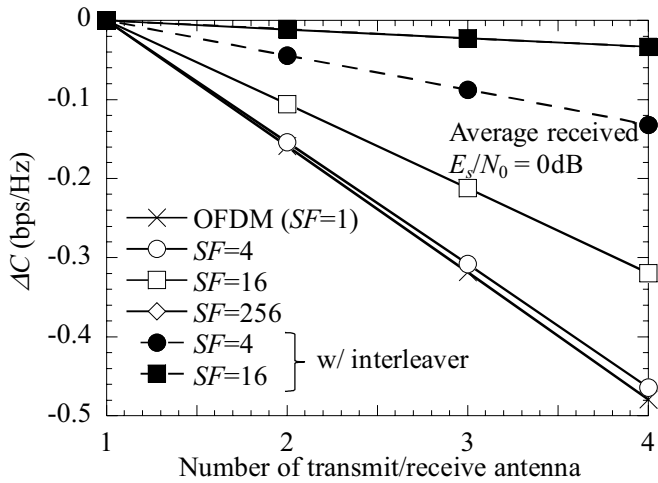 0
-0.1
-0.2
-0.3
-0.4
-0.5
ΔC (bps/Hz)
Average received
E_s/N_0 = 0dB
OFDM (SF=1)
SF=4
SF=16
SF=256
SF=4
SF=16
w/ interleaver
1 2 3 4
Number of transmit/receive antenna